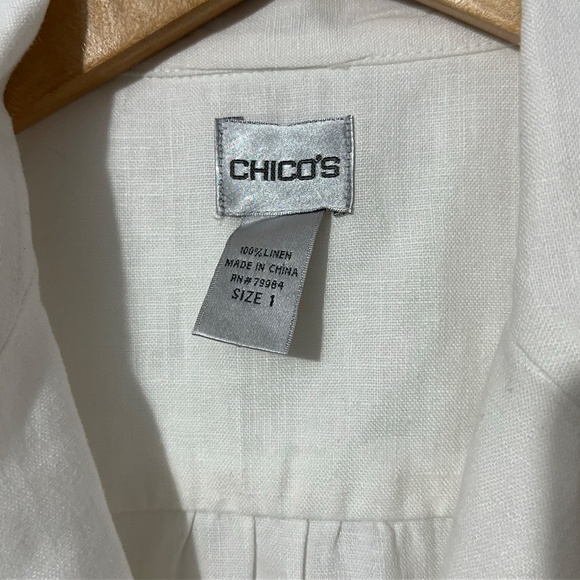 CHICO'S
100% LINEN
MADE IN CHINA
RN# 79984
SIZE 1